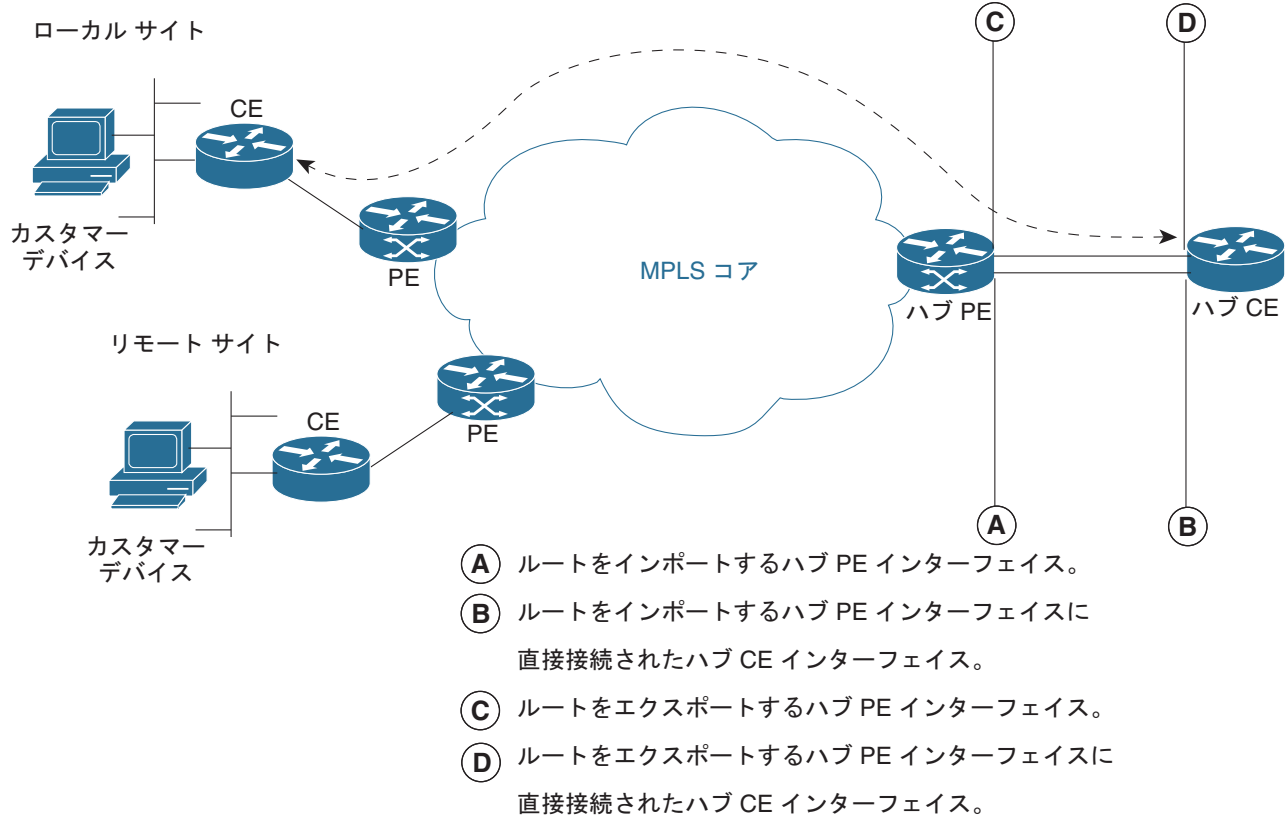 ローカル サイト
C
D
CE
カスタマー
デバイス
PE
MPLS コア
ハブ PE
ハブ CE
リモート サイト
CE
PE
カスタマー
デバイス
A
B
A ルートをインポートするハブ PE インターフェイス。
B ルートをインポートするハブ PE インターフェイスに
直接接続されたハブ CE インターフェイス。
C ルートをエクスポートするハブ PE インターフェイス。
D ルートをエクスポートするハブ PE インターフェイスに
直接接続されたハブ CE インターフェイス。